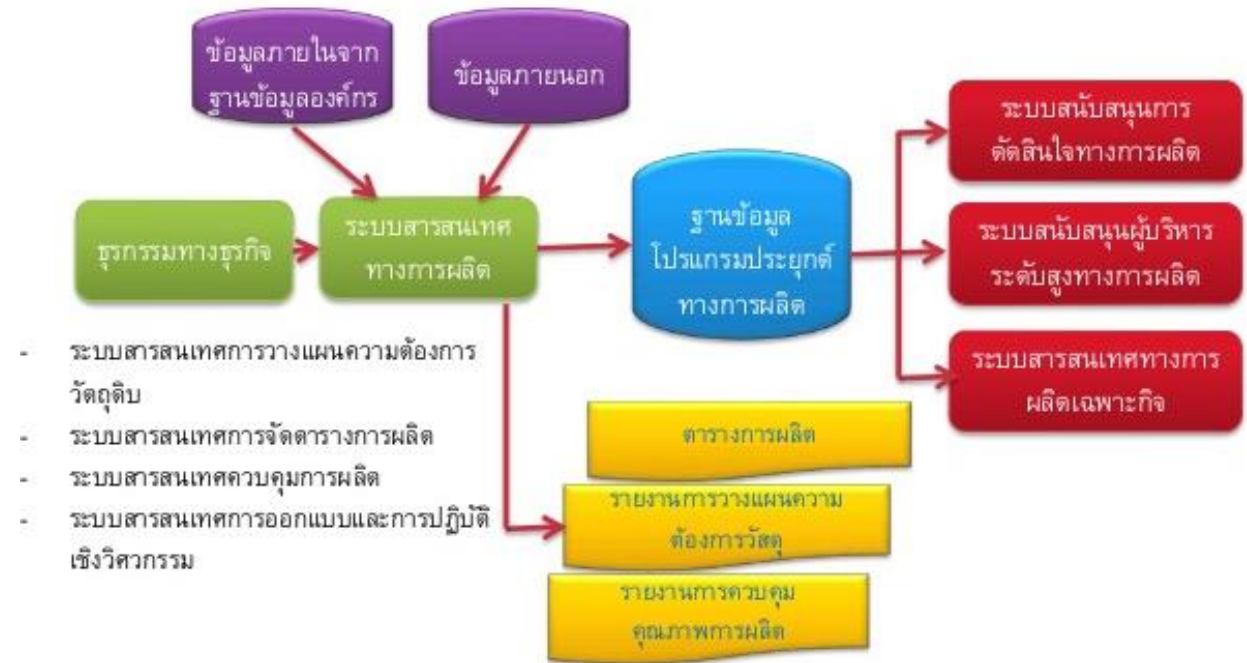 ข้อมูลภายในจาก
ฐานข้อมูลองค์กร
ข้อมูลภายนอก
ธุรกรรมทางธุรกิจ
ระบบสารสนเทศ
ทางการผลิต
ฐานข้อมูล
โปรแกรมประยุกต์
ทางการผลิต
ระบบสนับสนุนการ
ตัดสินใจทางการผลิต
ระบบสนับสนุนผู้บริหาร
ระดับสูงทางการผลิต
ระบบสารสนเทศทางการ
ผลิตเฉพาะกิจ
- ระบบสารสนเทศการวางแผนความต้องการ
วัตถุดิบ
- ระบบสารสนเทศการจัดตารางการผลิต
- ระบบสารสนเทศควบคุมการผลิต
- ระบบสารสนเทศการออกแบบและการปฏิบัติ
เชิงวิศวกรรม
ตารางการผลิต
รายงานการวางแผนความ
ต้องการวัสดุ
รายงานการควบคุม
คุณภาพการผลิต